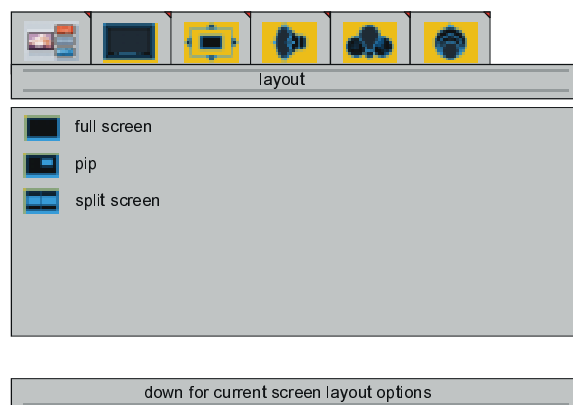 layout
full screen
pip
split screen
down for current screen layout options